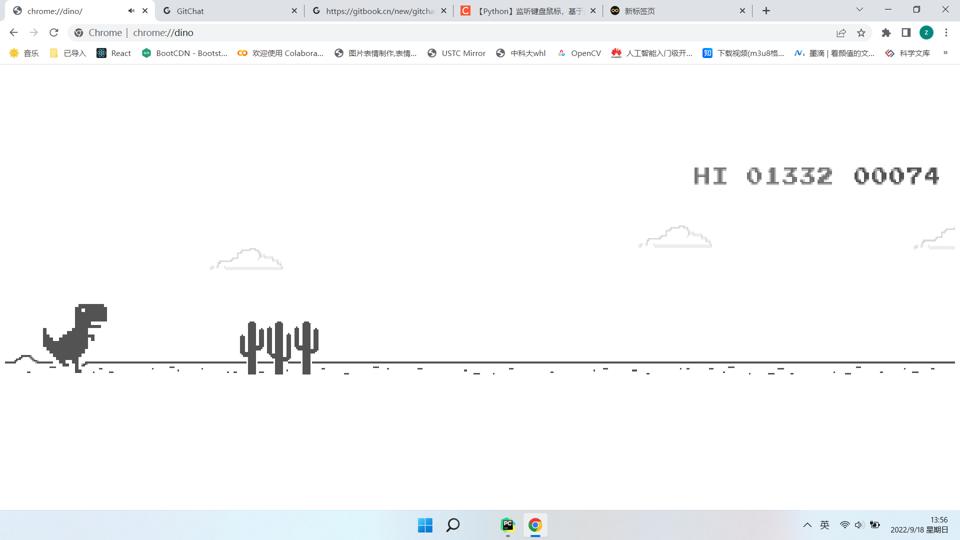 chrome://dino/
GitChat
https://gitbook.cn/new/gitcha
【Python】监听键盘鼠标，基于
新标签页
Chrome | chrome://dino
音乐
已导入
React
BootCDN - Bootst...
欢迎使用 Colabora...
图片表情制作,表情...
USTC Mirror
中科大whl
OpenCV
人工智能入门级开...
下载视频(m3u8格...
墨滴 | 看颜值的文...
科学文库
»
HI 01332 00074
英
13:56
2022/9/18 星期日